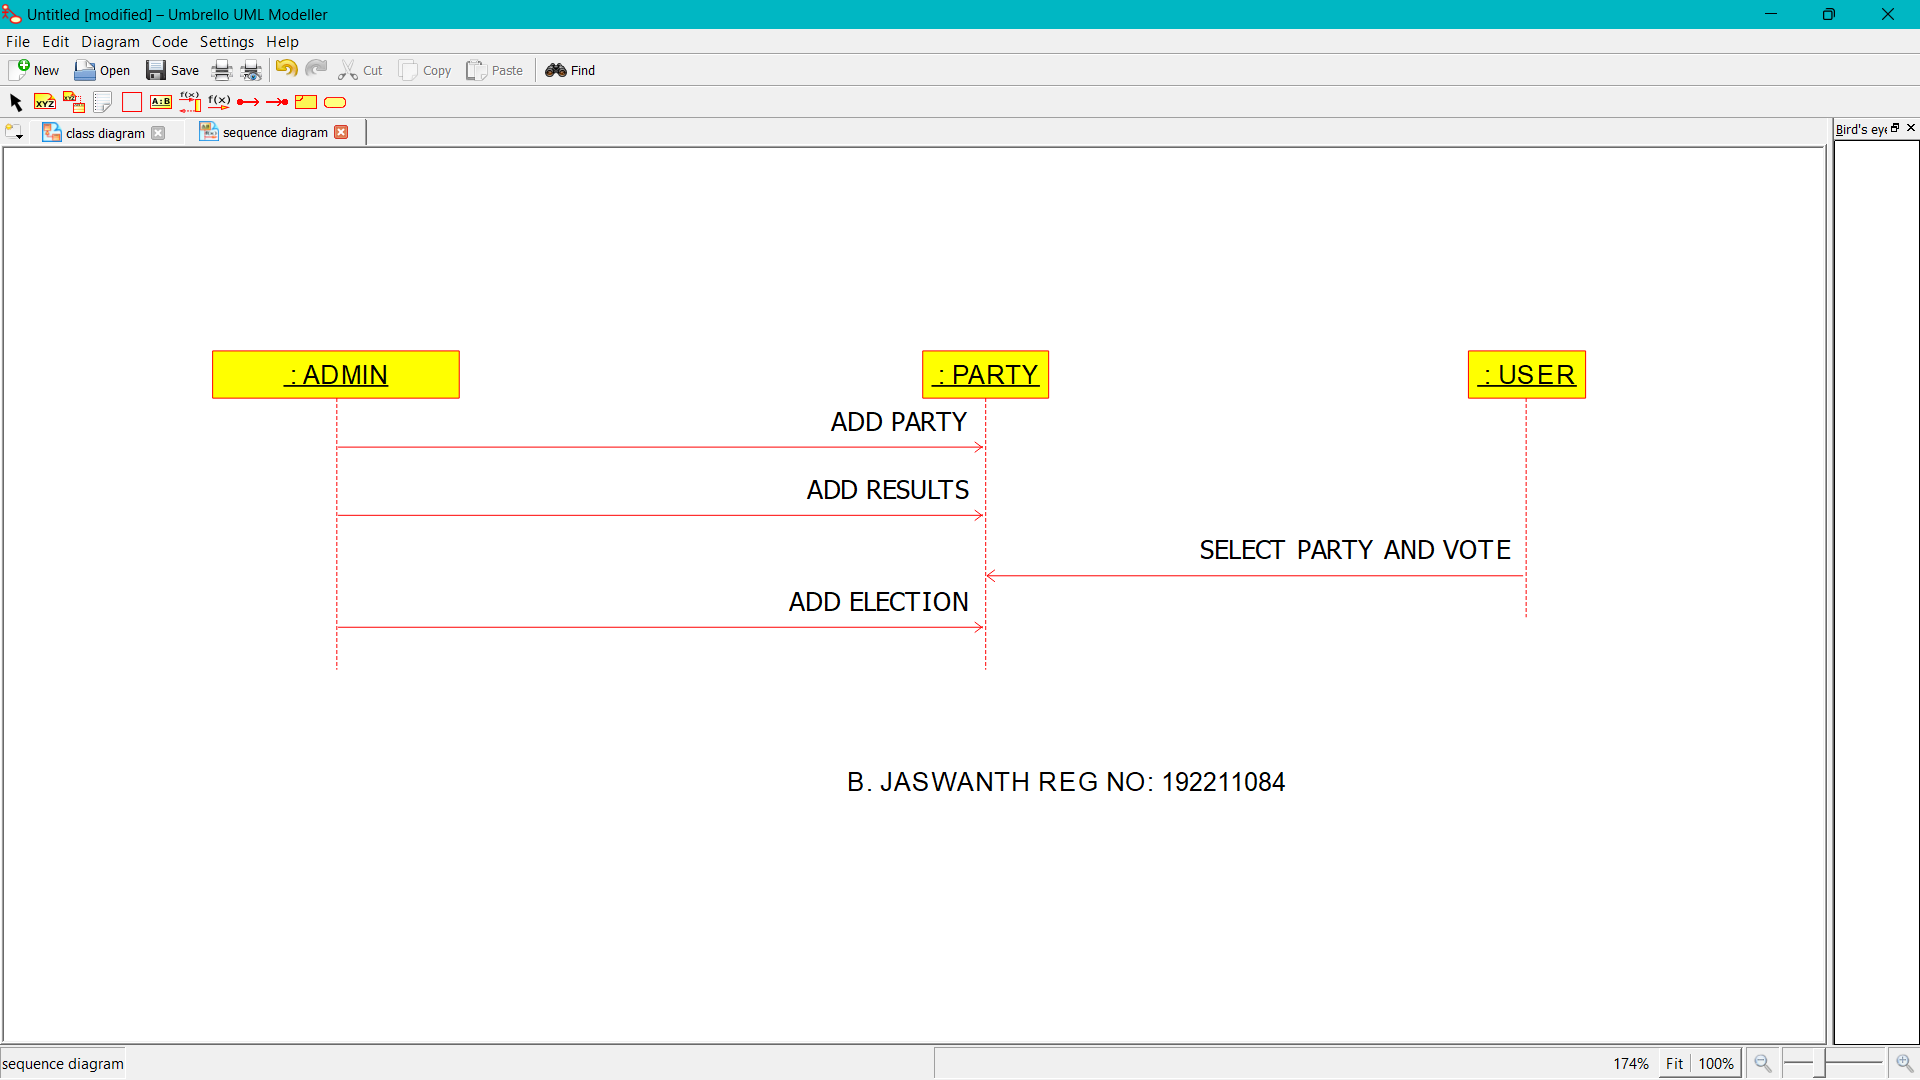 Untitled [modified] – Umbrello UML Modeller
File Edit Diagram Code Settings Help
New Open Save Cut Copy Paste Find
XYZ XYZ A:B f(x) f(x)
class diagram sequence diagram
Bird's eye
: ADMIN : PARTY : USER
ADD PARTY
ADD RESULTS
SELECT PARTY AND VOTE
ADD ELECTION
B. JASWANTH REG NO: 192211084
sequence diagram 174% Fit 100%